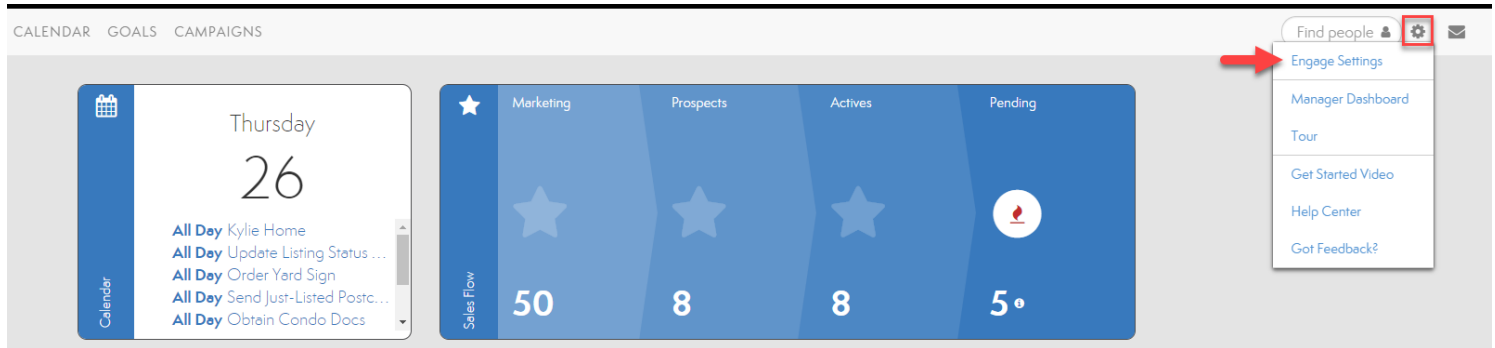 CALENDAR GOALS CAMPAIGNS
Find people
Engage Settings
Manager Dashboard
Tour
Get Started Video
Help Center
Got Feedback?
Calendar
Thursday
26
All Day Kylie Home
All Day Update Listing Status ...
All Day Order Yard Sign
All Day Send Just-Listed Postc...
All Day Obtain Condo Docs
Sales Flow
Marketing
50
Prospects
8
Actives
8
Pending
5